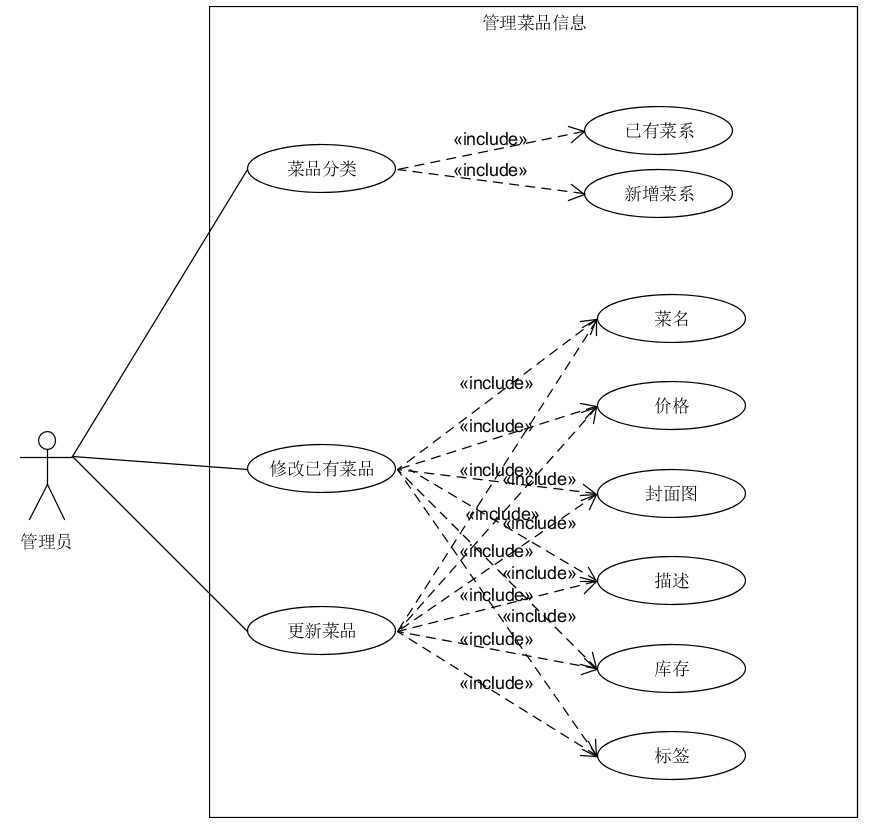 管理菜品信息
«include»
已有菜系
菜品分类
«include»
新增菜系
菜名
«include»
价格
«include»
修改已有菜品
«include»
«include»
封面图
«include»
«include»
管理员
«include»
«include»
描述
«include»
«include»
更新菜品
«include»
库存
«include»
标签